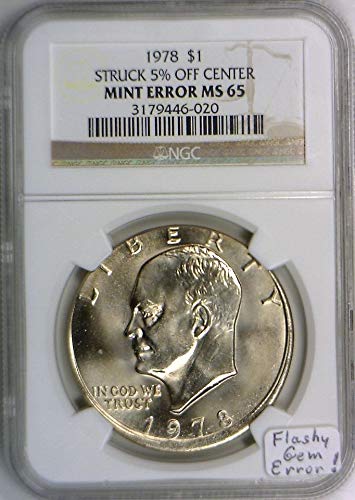 1978 $1
STRUCK 5% OFF CENTER
MINT ERROR MS 65
3179446-020
NGC
LIBERTY
IN GOD WE
TRUST
1978
Flashy
Gem
Error!